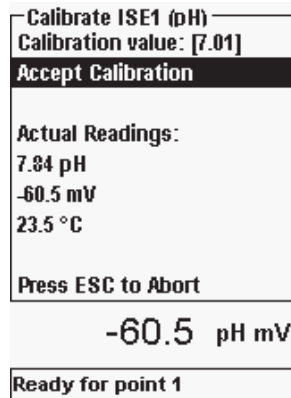 Calibrate ISE1 (pH)
Calibration value: [7.01]
Accept Calibration
Actual Readings:
7.84 pH
-60.5 mV
23.5 °C
Press ESC to Abort
-60.5 pH mV
Ready for point 1